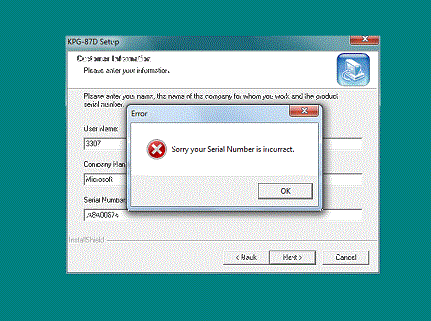 KPG-87D Setup
Customer Information
Please enter your information.
Please enter your name, the name of the company for whom you work and the product
serial number.
Error
User Name:
Sorry your Serial Number is incorrect.
3307
Company Nam
Microsoft
OK
Serial Number
InstallShield
< Back
Next >
Cancel